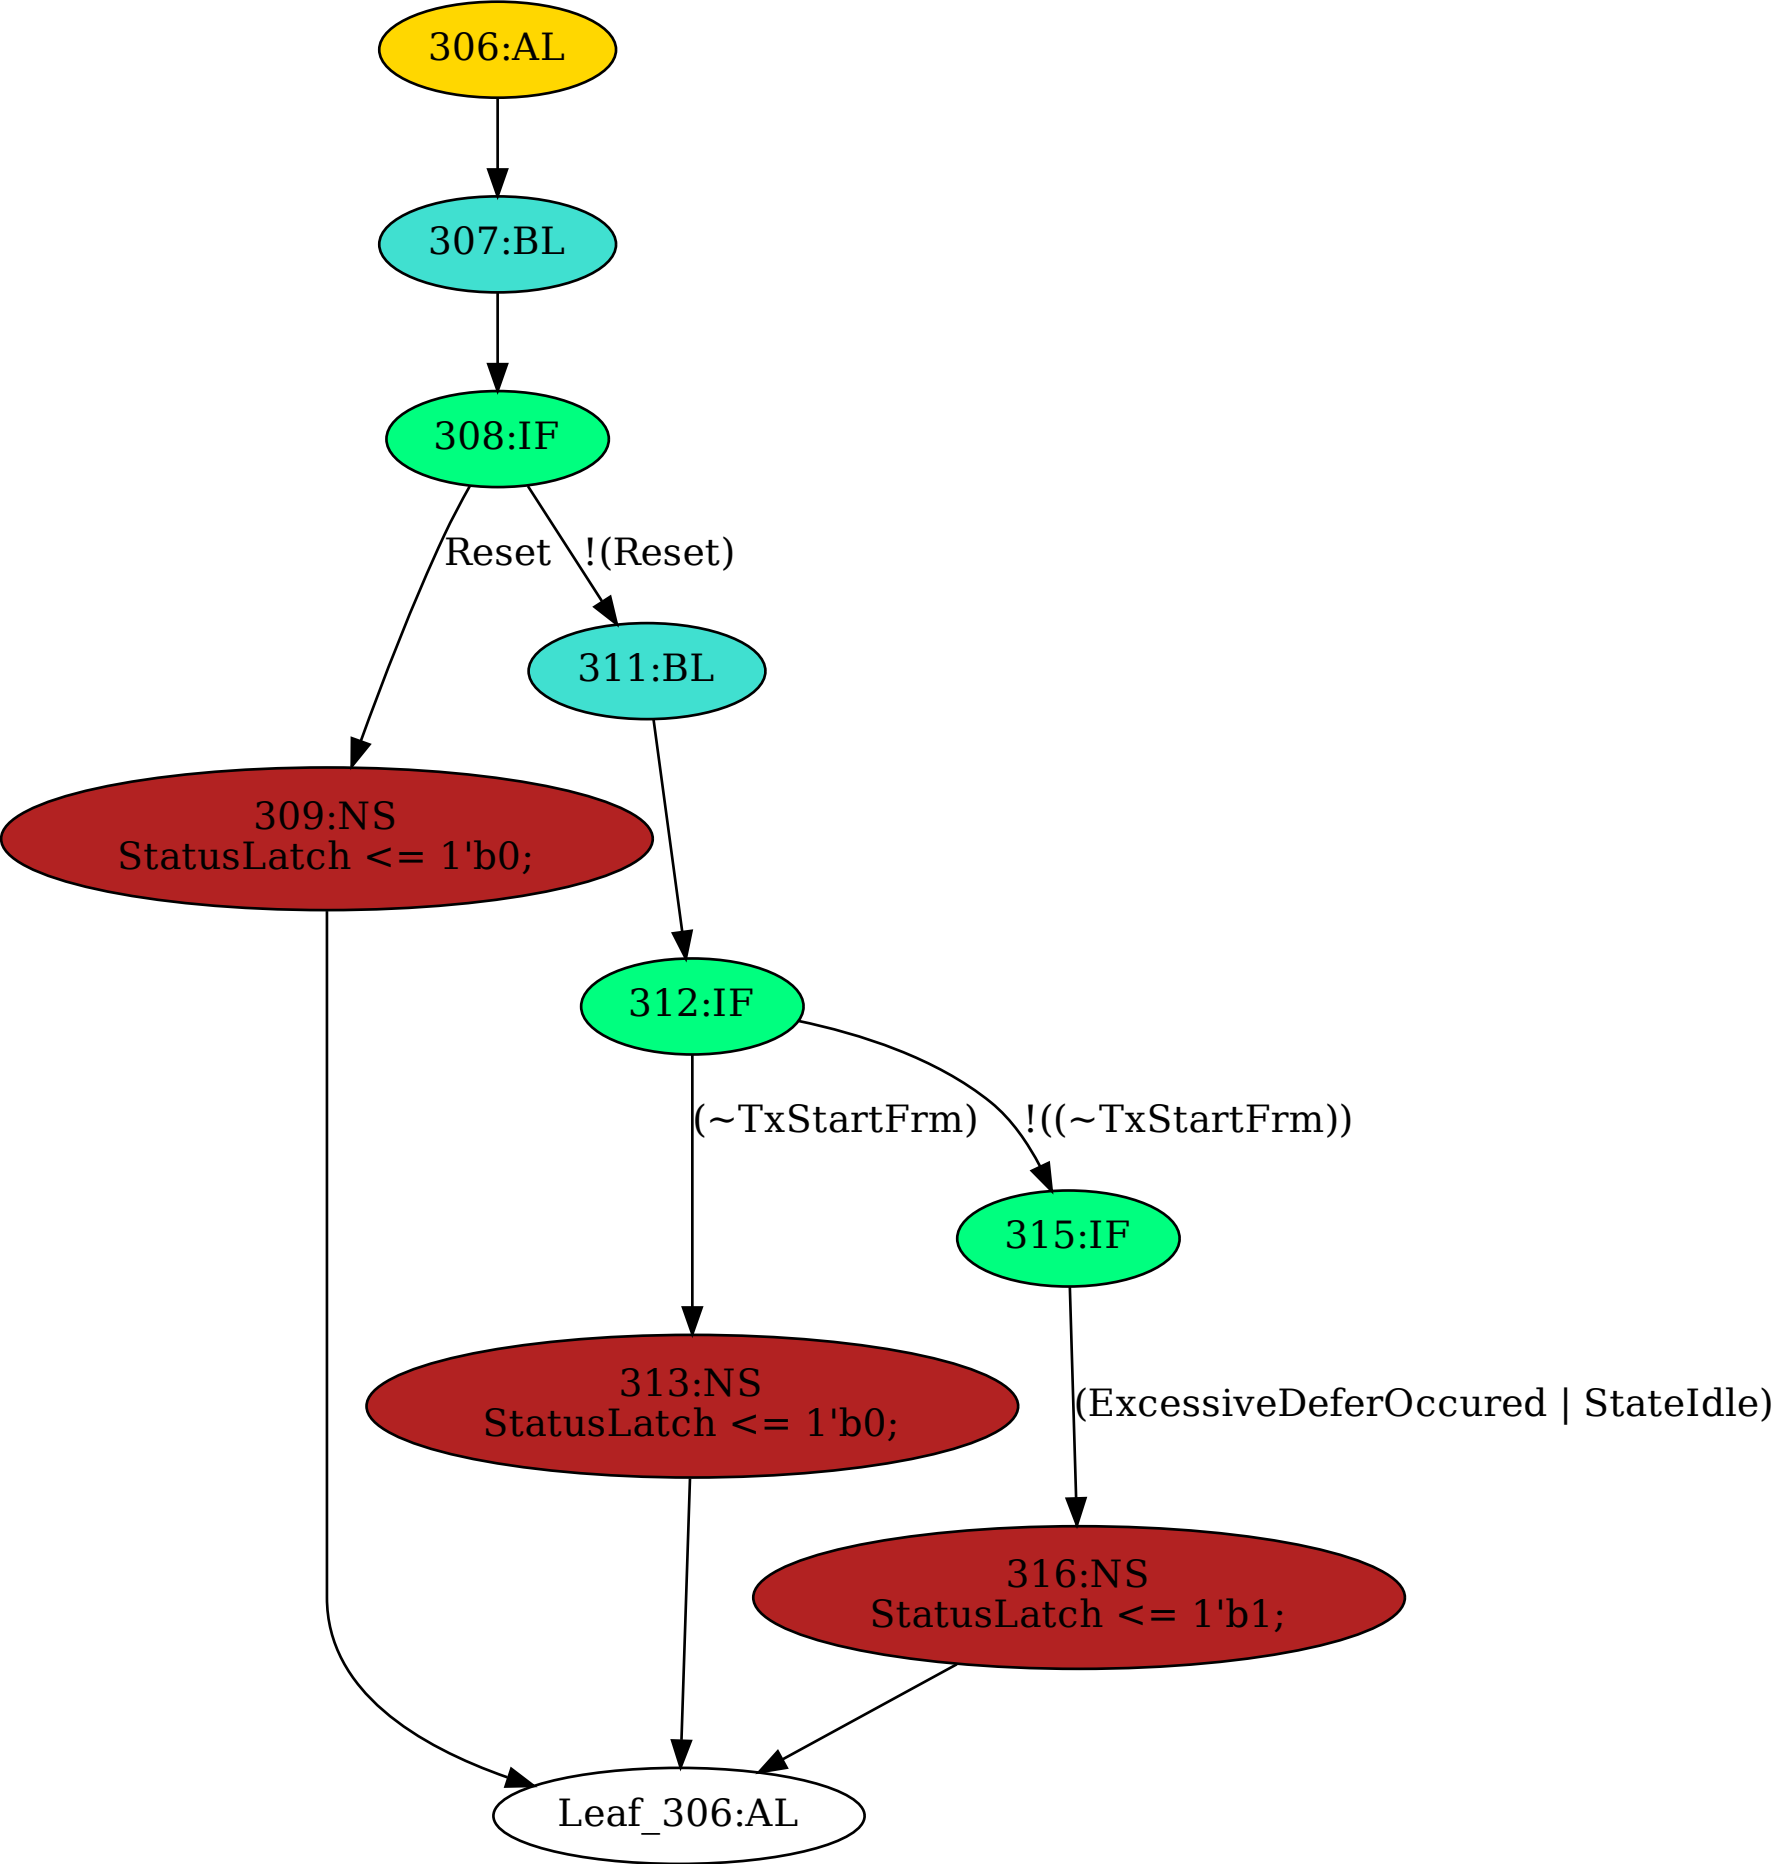 306:AL
307:BL
308:IF
Reset
!(Reset)
311:BL
309:NS
StatusLatch <= 1'b0;
312:IF
(~TxStartFrm)
!((~TxStartFrm))
315:IF
313:NS
StatusLatch <= 1'b0;
(ExcessiveDeferOccured | StateIdle)
316:NS
StatusLatch <= 1'b1;
Leaf_306:AL